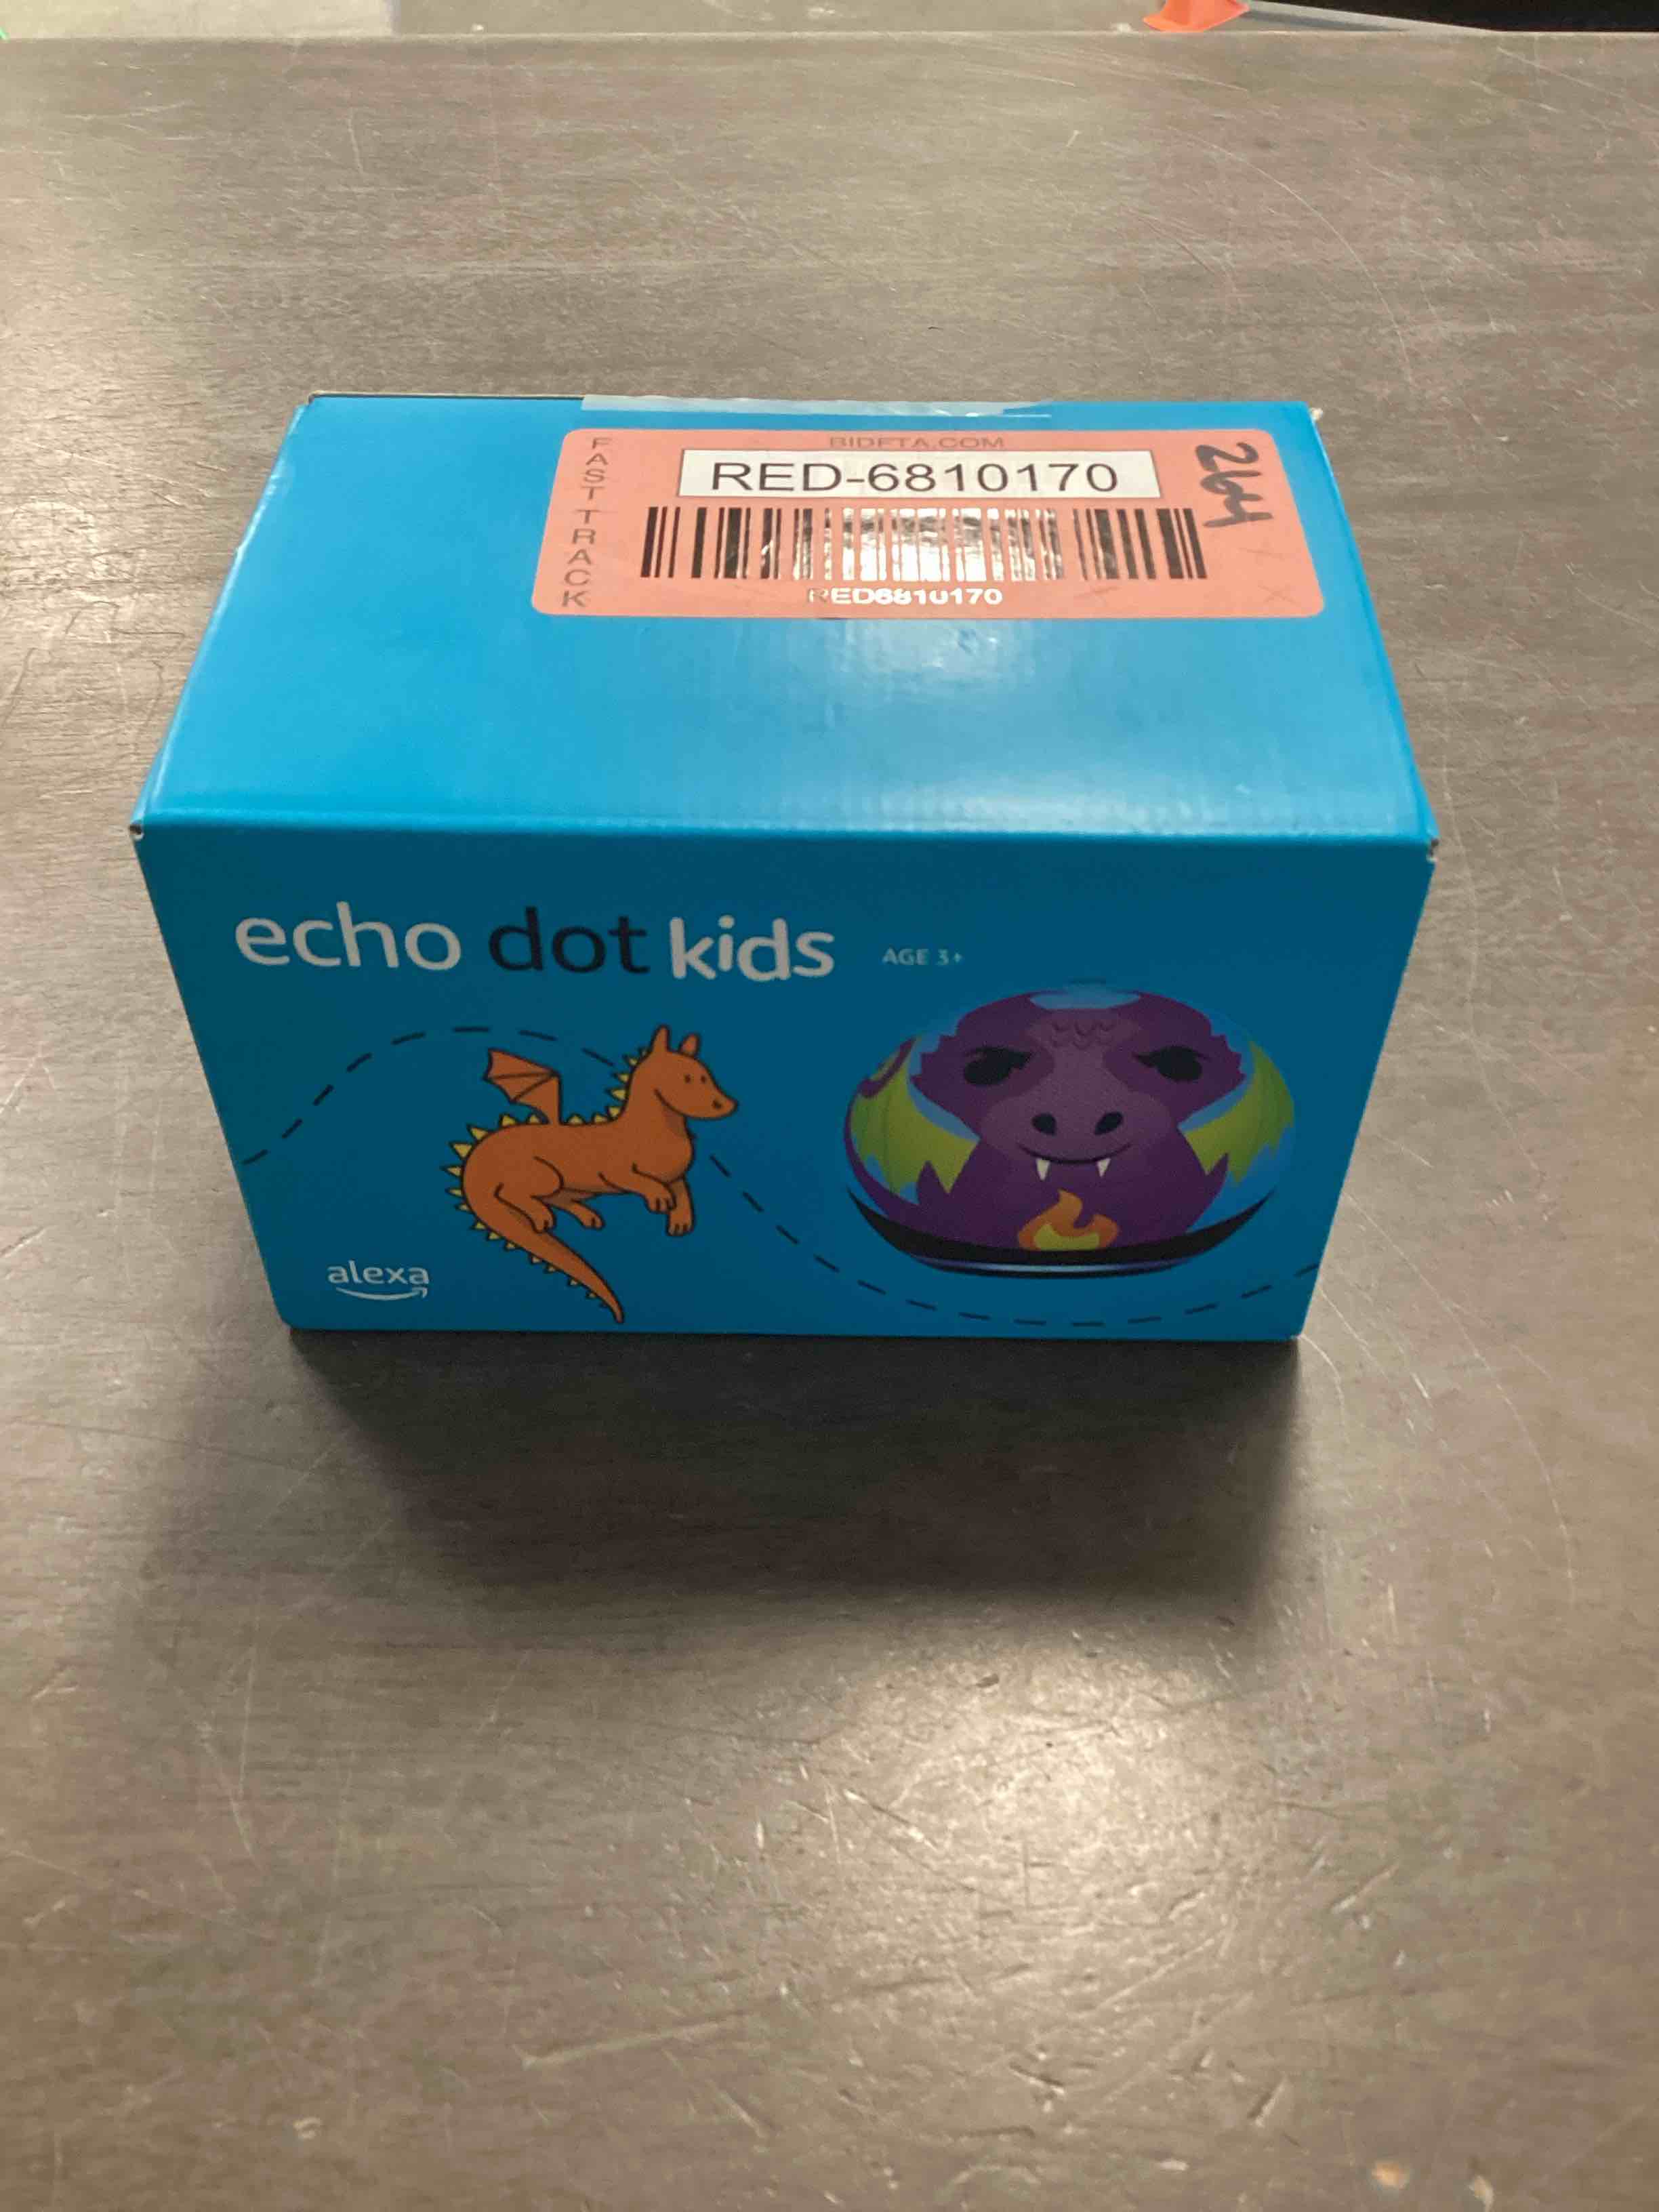 BIDFTA.COM
FAST TRACK
RED-6810170
264
RED6810170
echo dot kids
AGE 3+
alexa